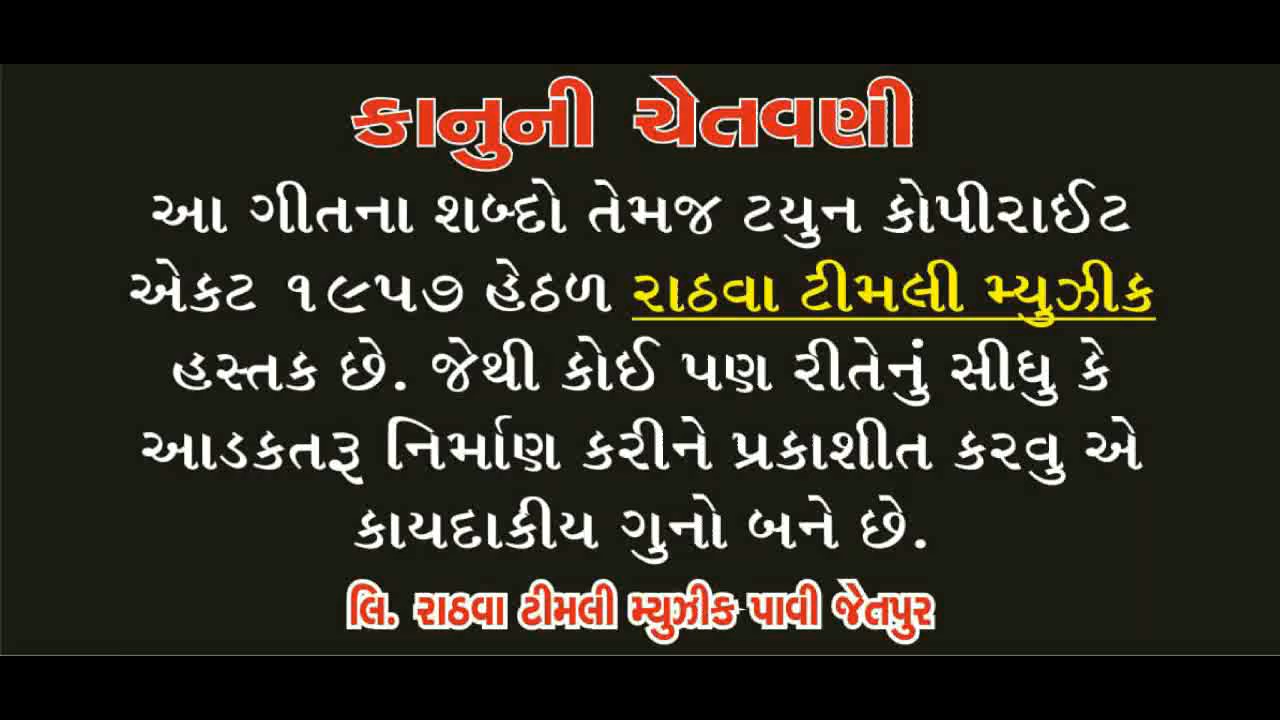 કાનુની ચેતવણી
આ ગીતના શબ્દો તેમજ ટયુન કોપીરાઈટ
એકટ ૧૯૫૭ હેઠળ રાઠવા ટીમલી મ્યુઝીક
હસ્તક છે. જેથી કોઈ પણ રીતેનું સીધુ કે
આડકતરૂ નિર્માણ કરીને પ્રકાશીત કરવુ એ
કાયદાકીય ગુનો બને છે.
લિ. રાઠવા ટીમલી મ્યુઝીક-પાવી જેતપુર